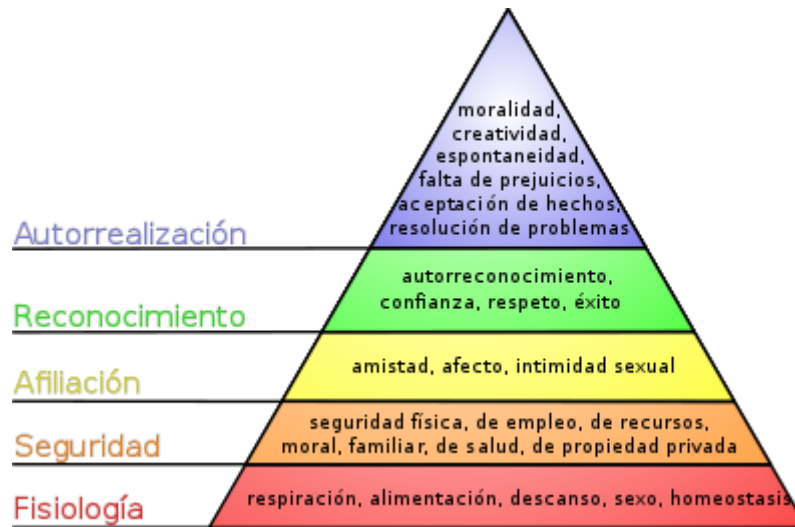 moralidad,
creatividad,
espontaneidad,
falta de prejuicios,
aceptación de hechos,
resolución de problemas
Autorrealización
autorreconocimiento,
confianza, respeto, éxito
Reconocimiento
amistad, afecto, intimidad sexual
Afiliación
seguridad física, de empleo, de recursos,
moral, familiar, de salud, de propiedad privada
Seguridad
respiración, alimentación, descanso, sexo, homeostasis
Fisiología